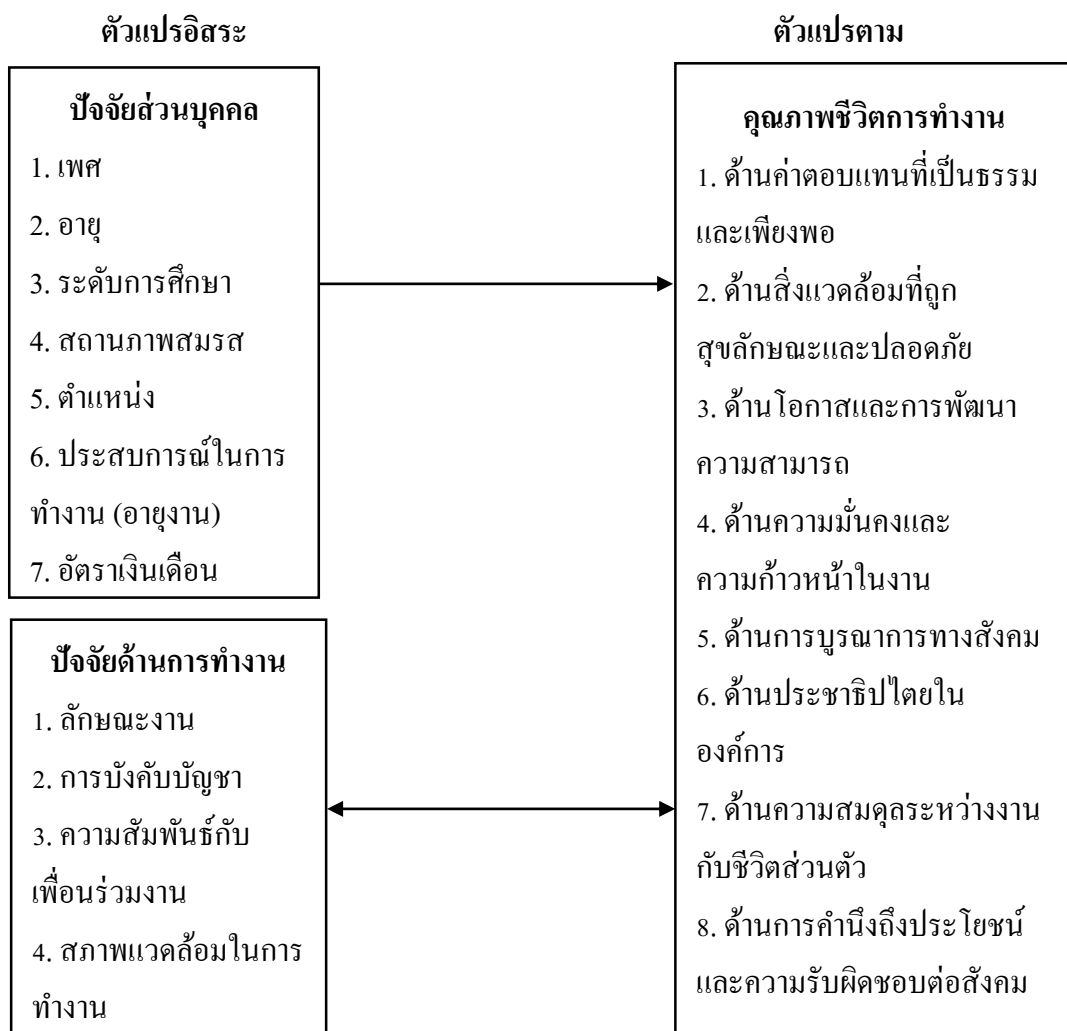 ตัวแปรอิสระ
ตัวแปรตาม
ปัจจัยส่วนบุคคล
1. เพศ
2. อายุ
3. ระดับการศึกษา
4. สถานภาพสมรส
5. ตำแหน่ง
6. ประสบการณ์ในการ
ทำงาน (อายุงาน)
7. อัตราเงินเดือน
ปัจจัยด้านการทำงาน
1. ลักษณะงาน
2. การบังคับบัญชา
3. ความสัมพันธ์กับ
เพื่อนร่วมงาน
4. สภาพแวดล้อมในการ
ทำงาน
คุณภาพชีวิตการทำงาน
1. ด้านค่าตอบแทนที่เป็นธรรม
และเพียงพอ
2. ด้านสิ่งแวดล้อมที่ถูก
สุขลักษณะและปลอดภัย
3. ด้านโอกาสและการพัฒนา
ความสามารถ
4. ด้านความมั่นคงและ
ความก้าวหน้าในงาน
5. ด้านการบูรณาการทางสังคม
6. ด้านประชาธิปไตยใน
องค์การ
7. ด้านความสมดุลระหว่างงาน
กับชีวิตส่วนตัว
8. ด้านการคำนึงถึงประโยชน์
และความรับผิดชอบต่อสังคม